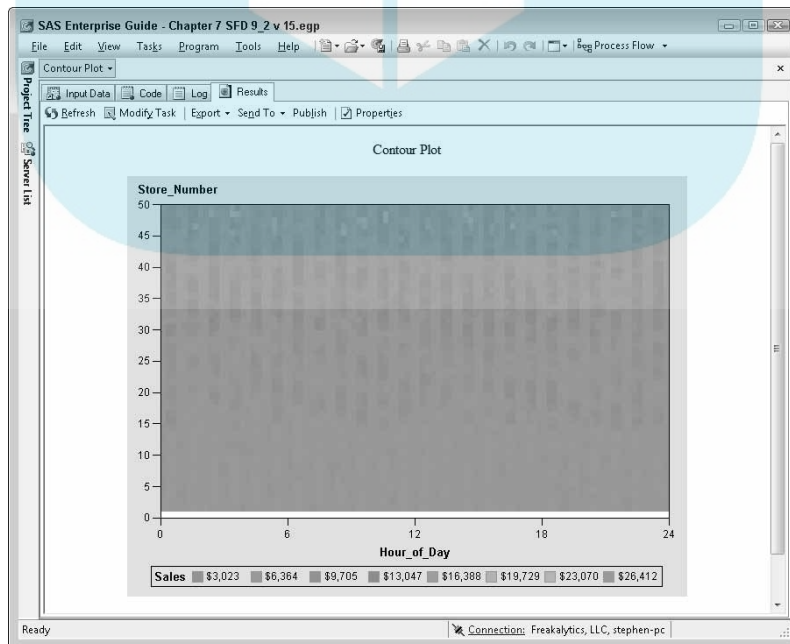 SAS Enterprise Guide - Chapter 7 SFD 9_2 v 15.egp
File Edit View Tasks Program Tools Help Process Flow
Contour Plot
Project Tree
Server List
Input Data Code Log Results
Refresh Modify Task Export Send To Publish Properties
Contour Plot
Store_Number
50
45
40
35
30
25
20
15
10
5
0
0 6 12 18 24
Hour_of_Day
Sales $3,023 $6,364 $9,705 $13,047 $16,388 $19,729 $23,070 $26,412
Ready Connection: Freakalytics, LLC, stephen-pc